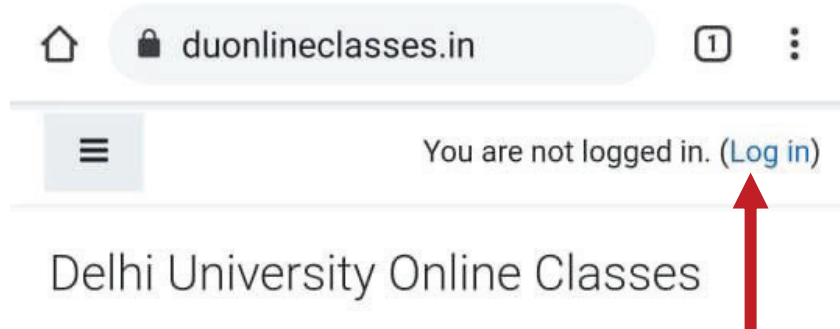 duonlineclasses.in 1
You are not logged in. (Log in)
Delhi University Online Classes